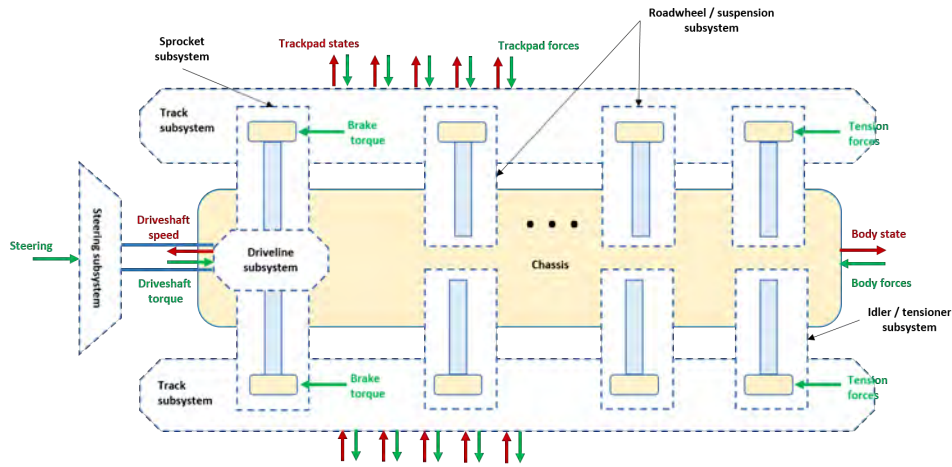 Roadwheel / suspension
subsystem
Sprocket
subsystem
Trackpad states
Trackpad forces
Track
subsystem
Brake
torque
Tension
forces
Steering subsystem
Steering
Driveshaft
speed
Driveline
subsystem
Driveshaft
torque
Chassis
Body state
Body forces
Idler / tensioner
subsystem
Track
subsystem
Brake
torque
Tension
forces